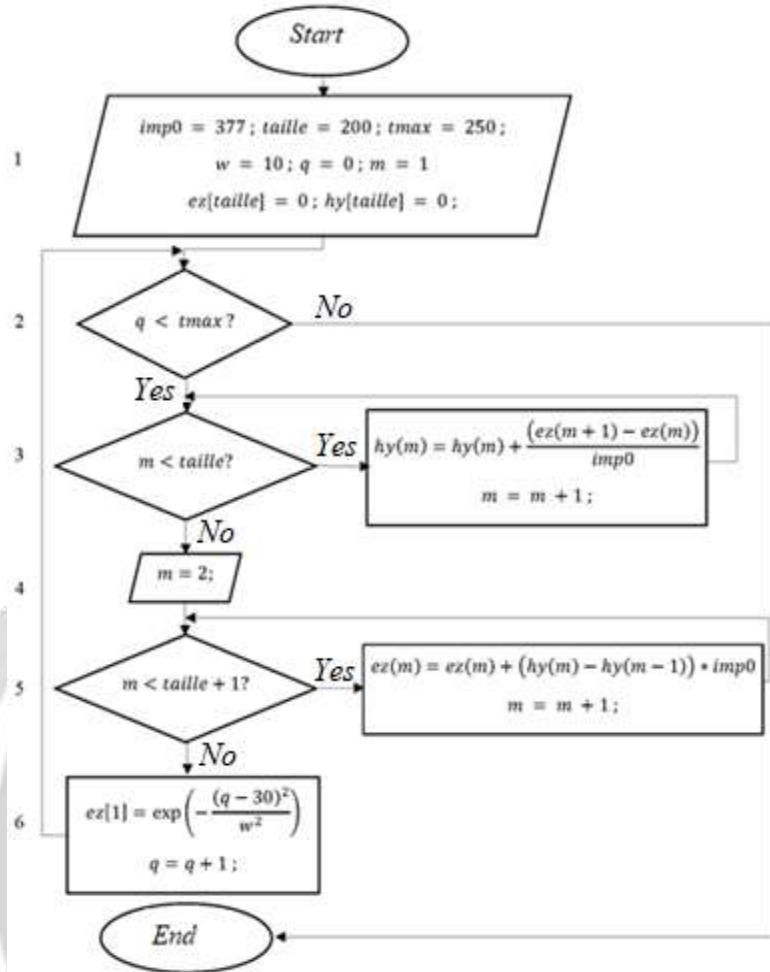 Start
1
imp0 = 377 ; taille = 200 ; tmax = 250 ;
w = 10 ; q = 0 ; m = 1
ez[taille] = 0 ; hy[taille] = 0 ;
2
q < tmax ?
No
Yes
3
m < taille?
Yes
hy(m) = hy(m) + (ez(m + 1) − ez(m)) / imp0
m = m + 1 ;
No
4
m = 2;
5
m < taille + 1?
Yes
ez(m) = ez(m) + (hy(m) − hy(m − 1)) * imp0
m = m + 1 ;
No
6
ez[1] = exp(−(q − 30)² / w²)
q = q + 1 ;
End